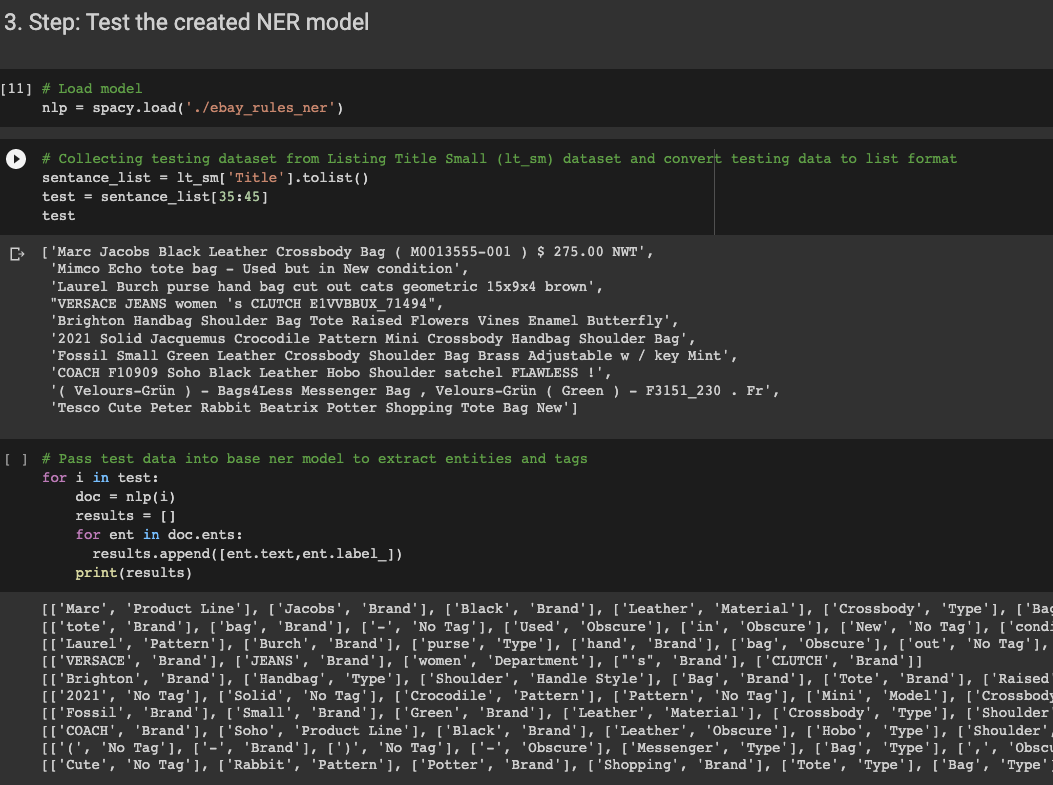 3. Step: Test the created NER model
[11] # Load model
nlp = spacy.load('./ebay_rules_ner')
# Collecting testing dataset from Listing Title Small (lt_sm) dataset and convert testing data to list format
sentance_list = lt_sm['Title'].tolist()
test = sentance_list[35:45]
test
['Marc Jacobs Black Leather Crossbody Bag ( M0013555-001 ) $ 275.00 NWT',
'Mimco Echo tote bag - Used but in New condition',
'Laurel Burch purse hand bag cut out cats geometric 15x9x4 brown',
"VERSACE JEANS women 's CLUTCH E1VVBBUX_71494",
'Brighton Handbag Shoulder Bag Tote Raised Flowers Vines Enamel Butterfly',
'2021 Solid Jacquemus Crocodile Pattern Mini Crossbody Handbag Shoulder Bag',
'Fossil Small Green Leather Crossbody Shoulder Bag Brass Adjustable w / key Mint',
'COACH F10909 Soho Black Leather Hobo Shoulder satchel FLAWLESS !',
'( Velours-Grün ) - Bags4Less Messenger Bag , Velours-Grün ( Green ) - F3151_230 . Fr',
'Tesco Cute Peter Rabbit Beatrix Potter Shopping Tote Bag New']
[ ] # Pass test data into base ner model to extract entities and tags
for i in test:
doc = nlp(i)
results = []
for ent in doc.ents:
results.append([ent.text,ent.label_])
print(results)
[['Marc', 'Product Line'], ['Jacobs', 'Brand'], ['Black', 'Brand'], ['Leather', 'Material'], ['Crossbody', 'Type'], ['Bag
[['tote', 'Brand'], ['bag', 'Brand'], ['-', 'No Tag'], ['Used', 'Obscure'], ['in', 'Obscure'], ['New', 'No Tag'], ['condi
[['Laurel', 'Pattern'], ['Burch', 'Brand'], ['purse', 'Type'], ['hand', 'Brand'], ['bag', 'Obscure'], ['out', 'No Tag'],
[['VERSACE', 'Brand'], ['JEANS', 'Brand'], ['women', 'Department'], ["'s", 'Brand'], ['CLUTCH', 'Brand']]
[['Brighton', 'Brand'], ['Handbag', 'Type'], ['Shoulder', 'Handle Style'], ['Bag', 'Brand'], ['Tote', 'Brand'], ['Raised'
[['2021', 'No Tag'], ['Solid', 'No Tag'], ['Crocodile', 'Pattern'], ['Pattern', 'No Tag'], ['Mini', 'Model'], ['Crossbody
[['Fossil', 'Brand'], ['Small', 'Brand'], ['Green', 'Brand'], ['Leather', 'Material'], ['Crossbody', 'Type'], ['Shoulder
[['COACH', 'Brand'], ['Soho', 'Product Line'], ['Black', 'Brand'], ['Leather', 'Obscure'], ['Hobo', 'Type'], ['Shoulder',
[['(', 'No Tag'], ['-', 'Brand'], [')', 'No Tag'], ['-', 'Obscure'], ['Messenger', 'Type'], ['Bag', 'Type'], [',', 'Obscu
[['Cute', 'No Tag'], ['Rabbit', 'Pattern'], ['Potter', 'Brand'], ['Shopping', 'Brand'], ['Tote', 'Type'], ['Bag', 'Type'